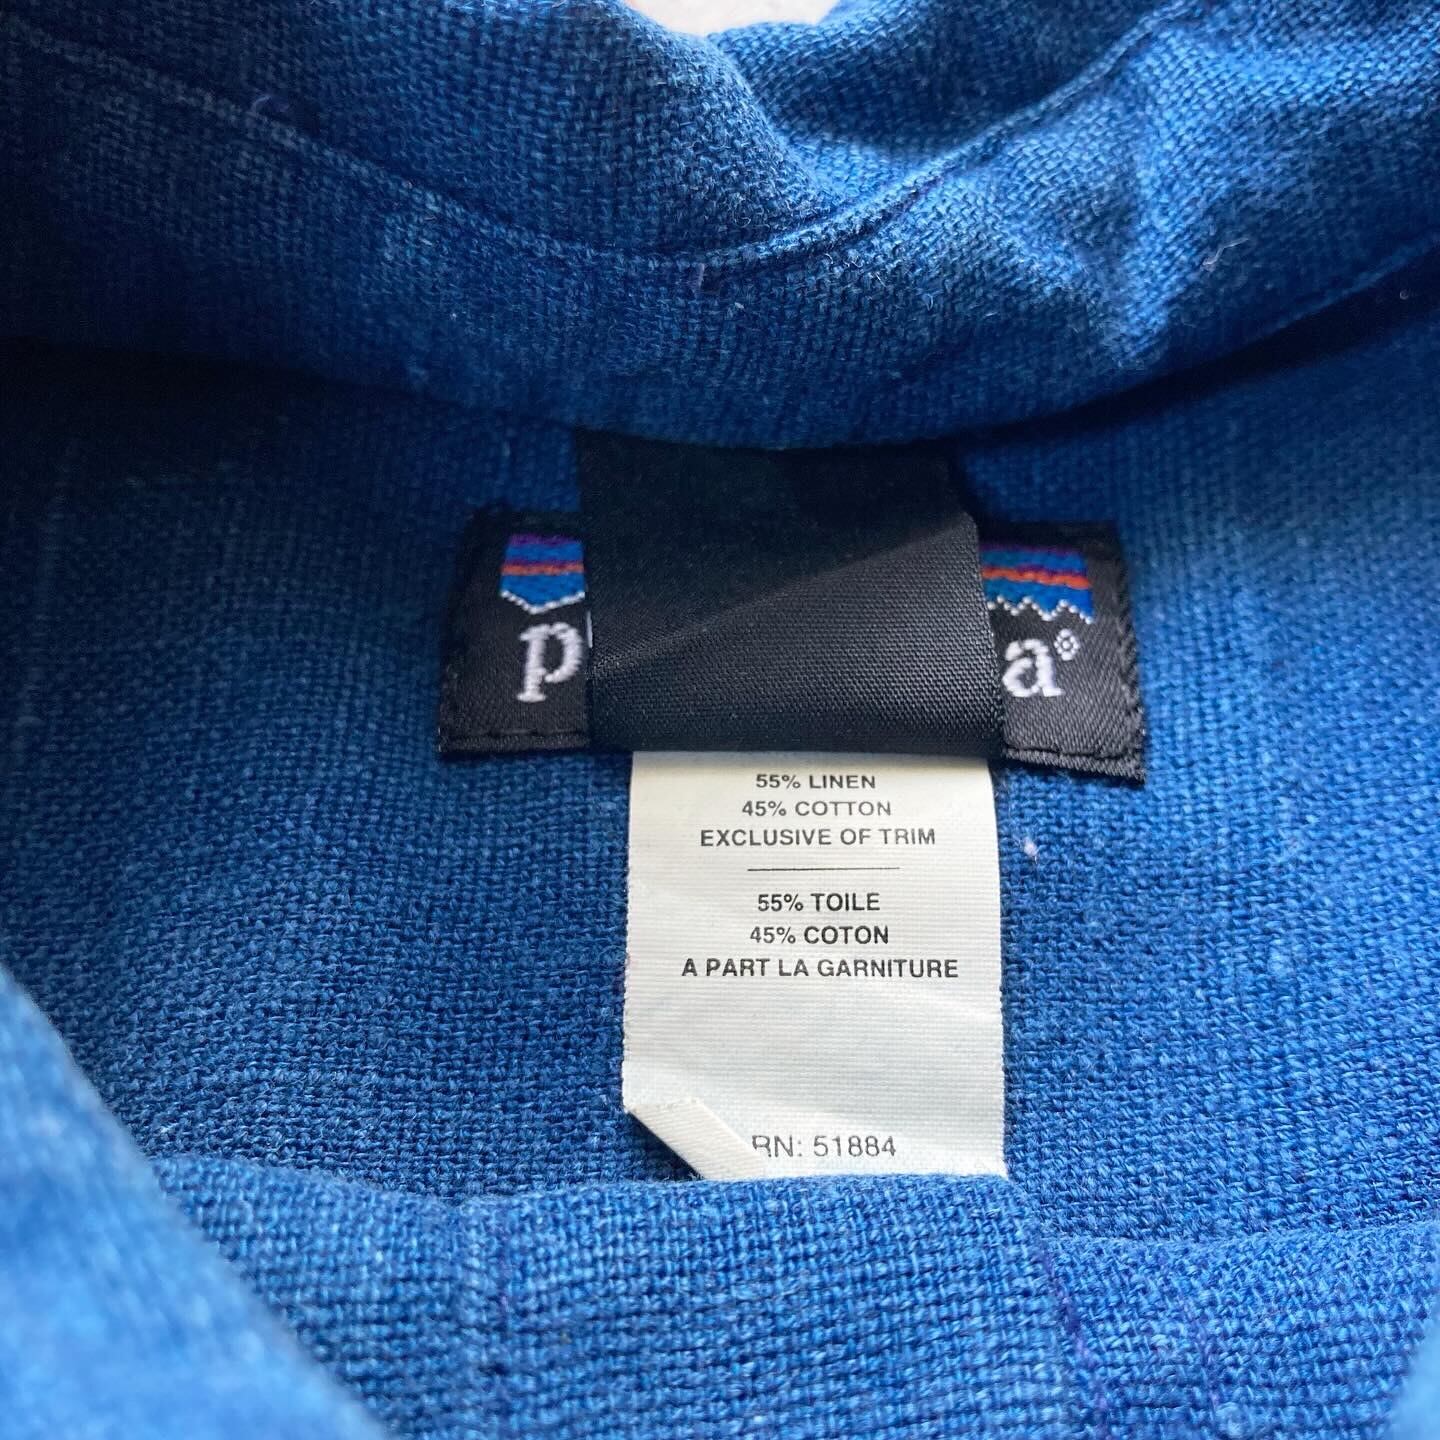 p a®
55% LINEN
45% COTTON
EXCLUSIVE OF TRIM
55% TOILE
45% COTON
A PART LA GARNITURE
RN: 51884